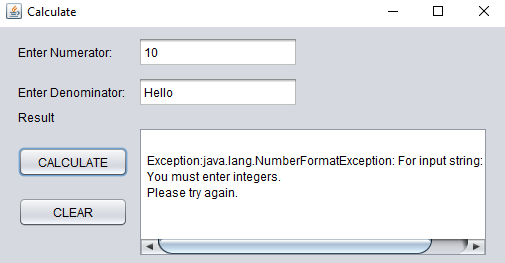 Calculate
Enter Numerator: 10
Enter Denominator: Hello
Result
CALCULATE
Exception:java.lang.NumberFormatException: For input string:
You must enter integers.
Please try again.
CLEAR